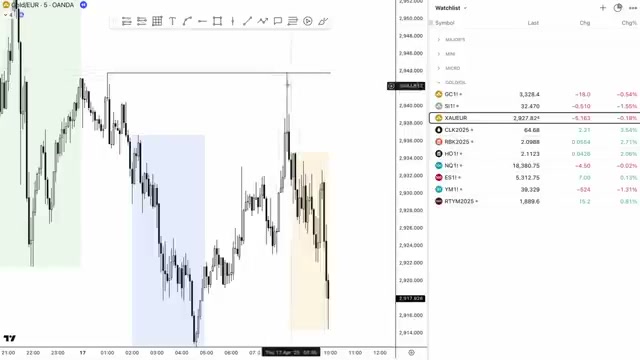 Gold/EUR · 5 · OANDA
2,952.000
2,950.000
2,948.000
2,946.000
2,944.000
2,940.000
2,938.000
2,936.000
2,934.000
2,932.000
2,930.000
2,928.000
2,926.000
2,924.000
2,922.000
2,920.000
2,917.826
2,916.000
2,914.000
21:00 22:00 23:00 17 01:00 02:00 03:00 04:00 05:00 06:00 07:00 Thu 17 Apr '25 10:00 11:00 12:00
Watchlist
Symbol Last Chg Chg%
MAJORS
MINI
MICRO
GC1! 3,328.4 −18.0 −0.54%
SI1! 32.470 −0.510 −1.55%
XAUEUR 2,927.82 −5.163 −0.18%
CLK2025 64.68 2.21 3.54%
RBK2025 2.0988 0.0554 2.71%
HO1! 2.1123 0.0426 2.06%
NQ1! 18,380.75 −4.50 −0.02%
ES1! 5,312.75 7.00 0.13%
YM1! 39,329 −524 −1.31%
RTYM2025 1,889.6 15.2 0.81%